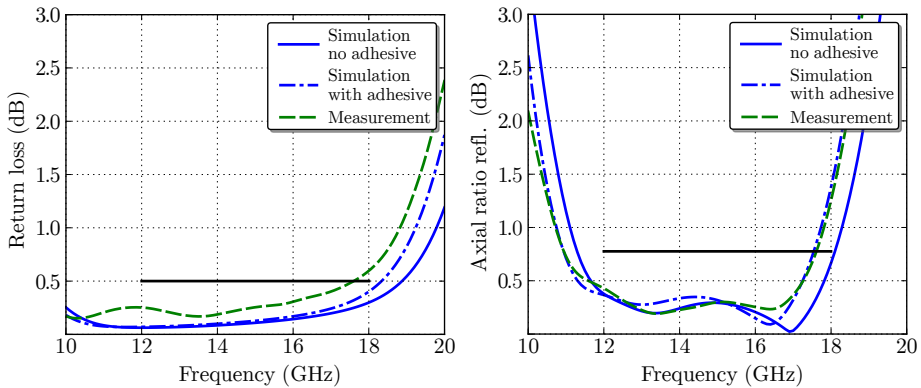 3.0
2.5
2.0
1.5
1.0
0.5
10 12 14 16 18 20
Return loss (dB)
Frequency (GHz)
Simulation
no adhesive
Simulation
with adhesive
Measurement
3.0
2.5
2.0
1.5
1.0
0.5
10 12 14 16 17 18 19 20
Axial ratio refl. (dB)
Frequency (GHz)
Simulation
no adhesive
Simulation
with adhesive
Measurement